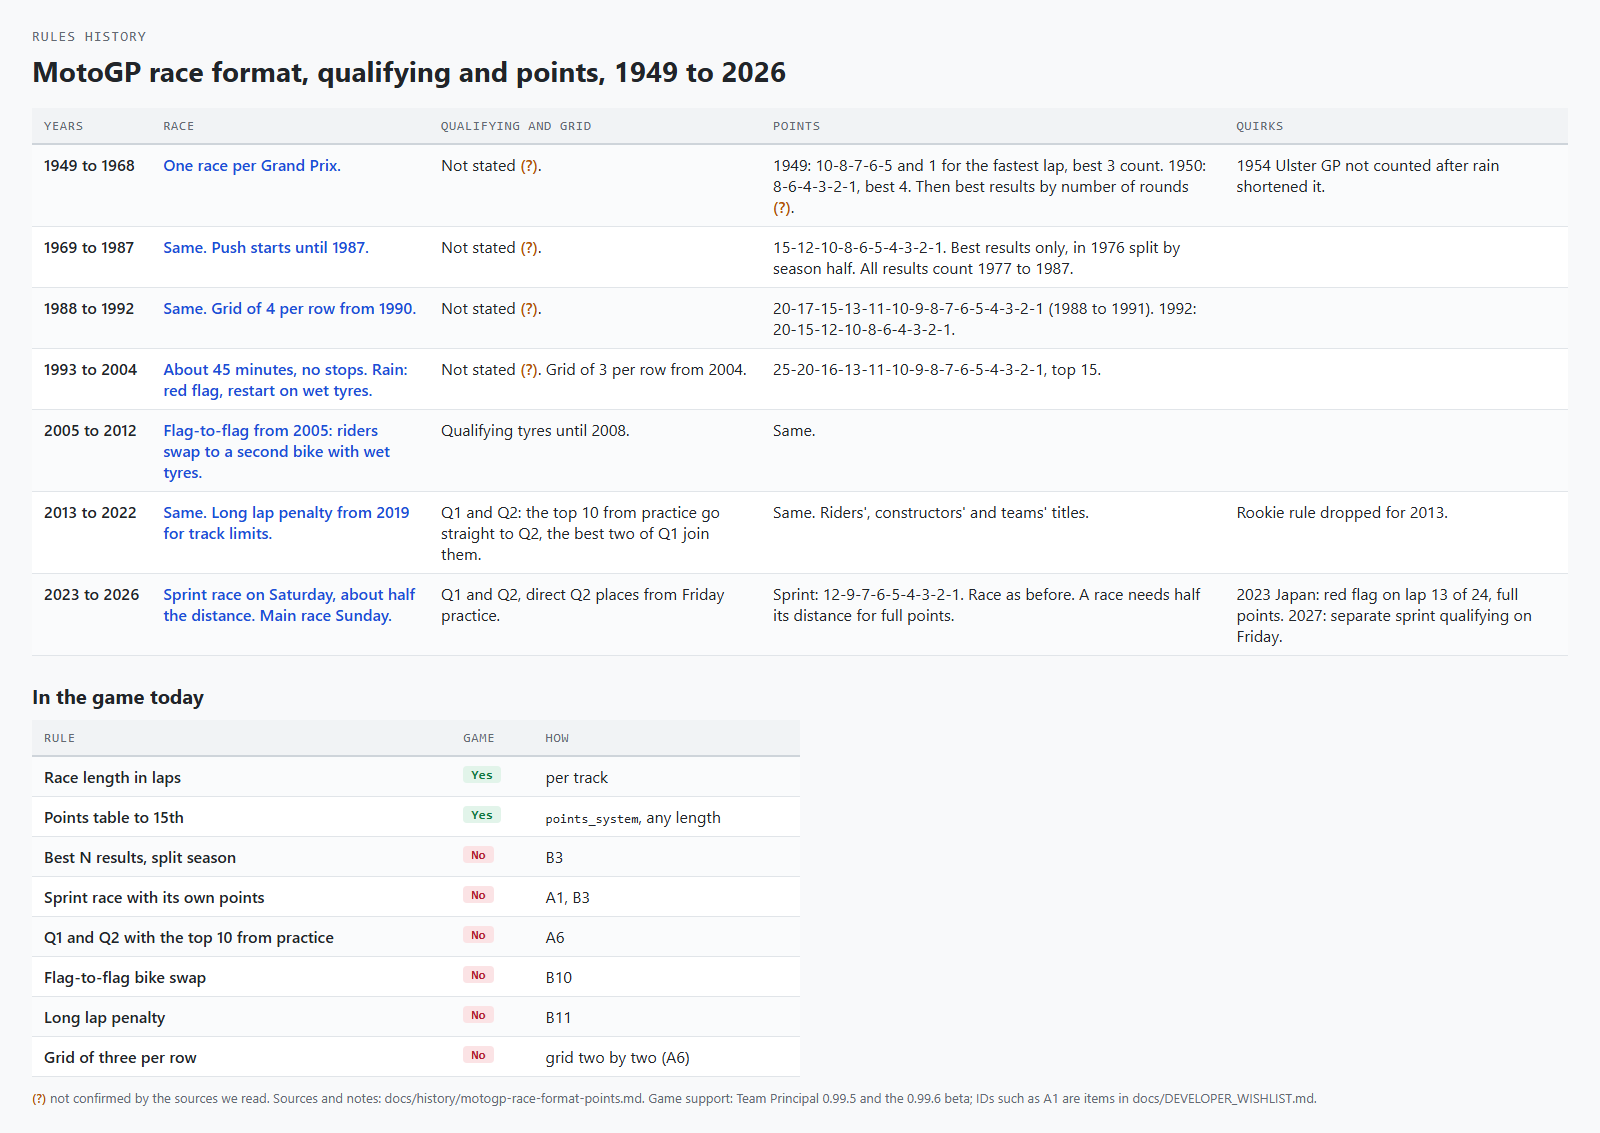 RULES HISTORY
MotoGP race format, qualifying and points, 1949 to 2026
YEARS RACE QUALIFYING AND GRID POINTS QUIRKS
1949 to 1968
One race per Grand Prix.
Not stated (?).
1949: 10-8-7-6-5 and 1 for the fastest lap, best 3 count. 1950:
8-6-4-3-2-1, best 4. Then best results by number of rounds
(?).
1954 Ulster GP not counted after rain
shortened it.
1969 to 1987
Same. Push starts until 1987.
Not stated (?).
15-12-10-8-6-5-4-3-2-1. Best results only, in 1976 split by
season half. All results count 1977 to 1987.
1988 to 1992
Same. Grid of 4 per row from 1990.
Not stated (?).
20-17-15-13-11-10-9-8-7-6-5-4-3-2-1 (1988 to 1991). 1992:
20-15-12-10-8-6-4-3-2-1.
1993 to 2004
About 45 minutes, no stops. Rain:
red flag, restart on wet tyres.
Not stated (?). Grid of 3 per row from 2004.
25-20-16-13-11-10-9-8-7-6-5-4-3-2-1, top 15.
2005 to 2012
Flag-to-flag from 2005: riders
swap to a second bike with wet
tyres.
Qualifying tyres until 2008.
Same.
2013 to 2022
Same. Long lap penalty from 2019
for track limits.
Q1 and Q2: the top 10 from practice go
straight to Q2, the best two of Q1 join
them.
Same. Riders', constructors' and teams' titles.
Rookie rule dropped for 2013.
2023 to 2026
Sprint race on Saturday, about half
the distance. Main race Sunday.
Q1 and Q2, direct Q2 places from Friday
practice.
Sprint: 12-9-7-6-5-4-3-2-1. Race as before. A race needs half
its distance for full points.
2023 Japan: red flag on lap 13 of 24, full
points. 2027: separate sprint qualifying on
Friday.
In the game today
RULE GAME HOW
Race length in laps Yes per track
Points table to 15th Yes points_system, any length
Best N results, split season No B3
Sprint race with its own points No A1, B3
Q1 and Q2 with the top 10 from practice No A6
Flag-to-flag bike swap No B10
Long lap penalty No B11
Grid of three per row No grid two by two (A6)
(?) not confirmed by the sources we read. Sources and notes: docs/history/motogp-race-format-points.md. Game support: Team Principal 0.99.5 and the 0.99.6 beta; IDs such as A1 are items in docs/DEVELOPER_WISHLIST.md.